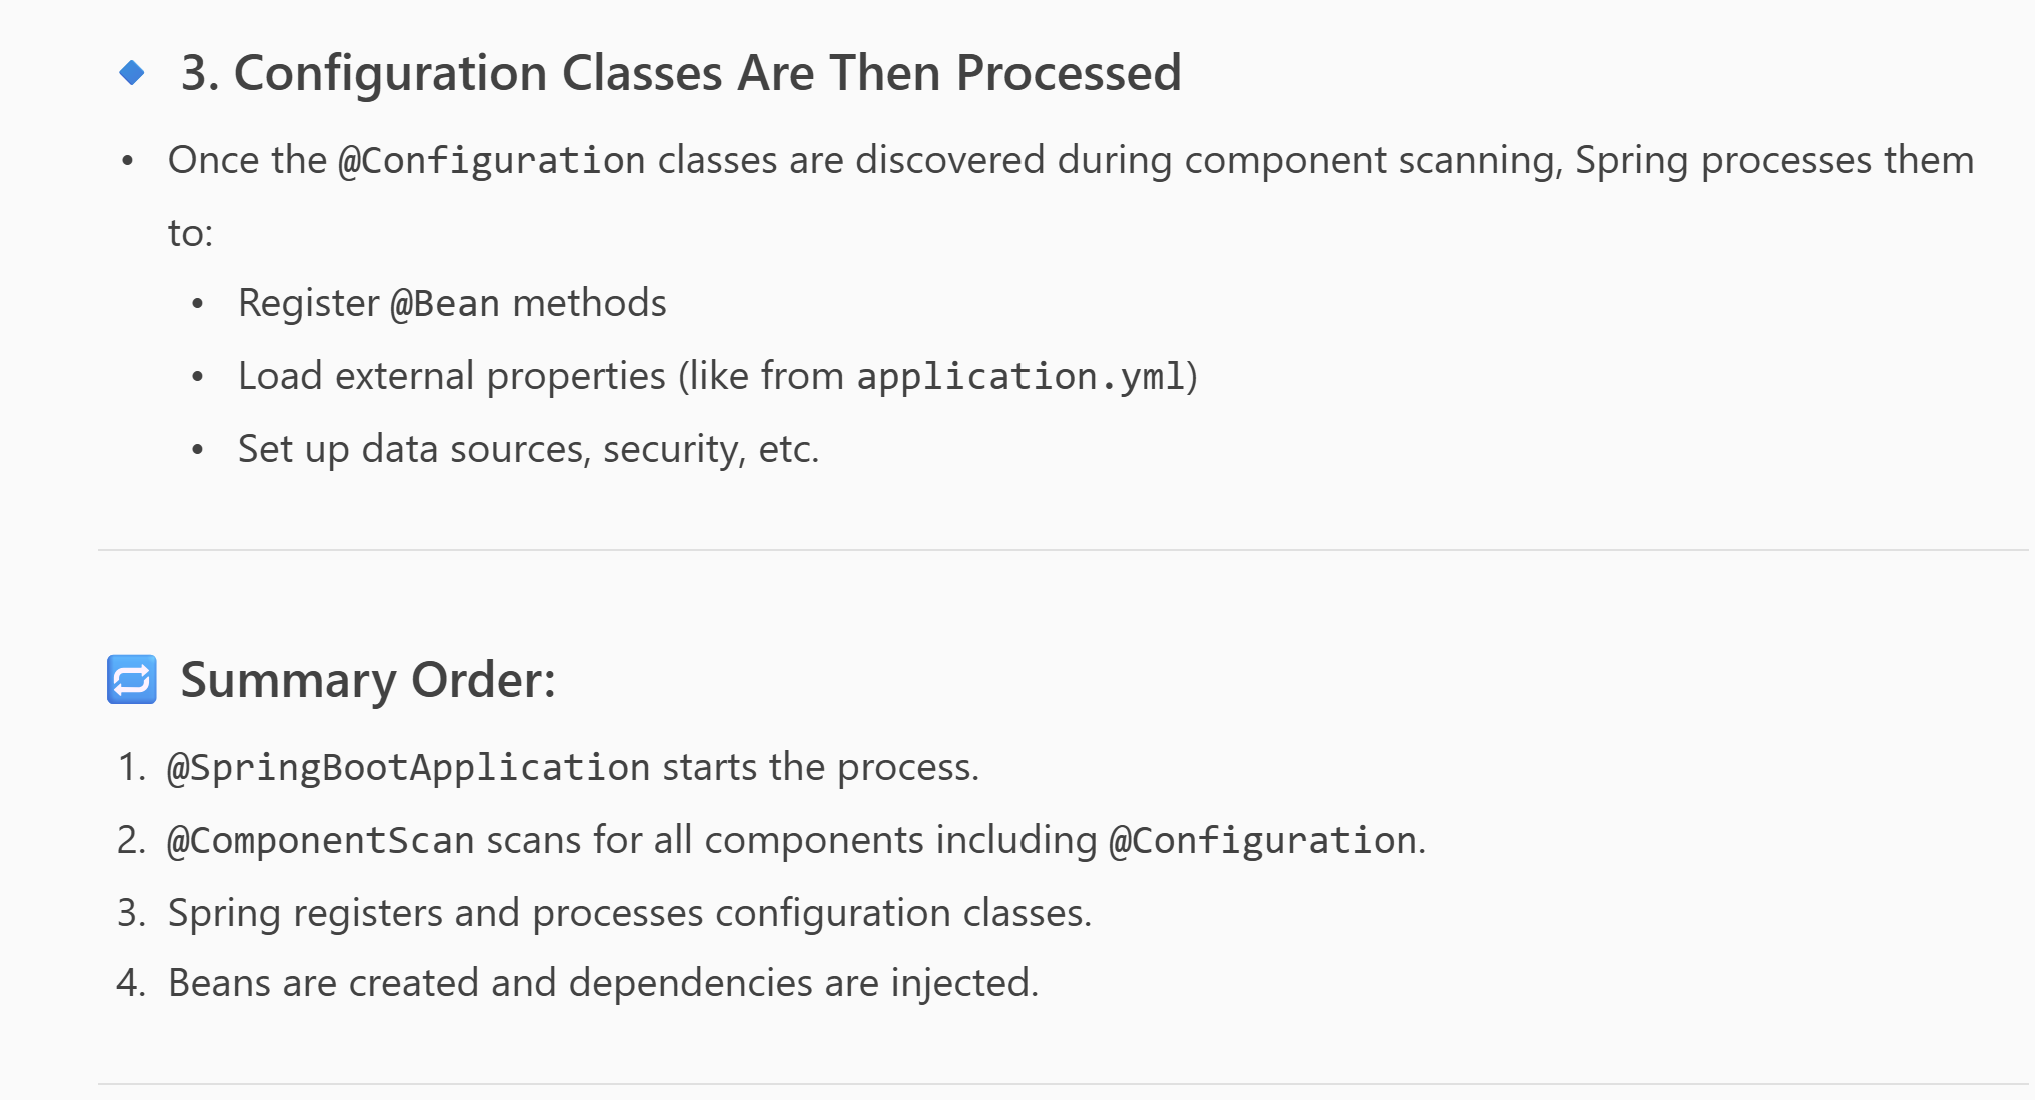 3. Configuration Classes Are Then Processed
• Once the @Configuration classes are discovered during component scanning, Spring processes them
to:
• Register @Bean methods
• Load external properties (like from application.yml)
• Set up data sources, security, etc.
Summary Order:
1. @SpringBootApplication starts the process.
2. @ComponentScan scans for all components including @Configuration.
3. Spring registers and processes configuration classes.
4. Beans are created and dependencies are injected.